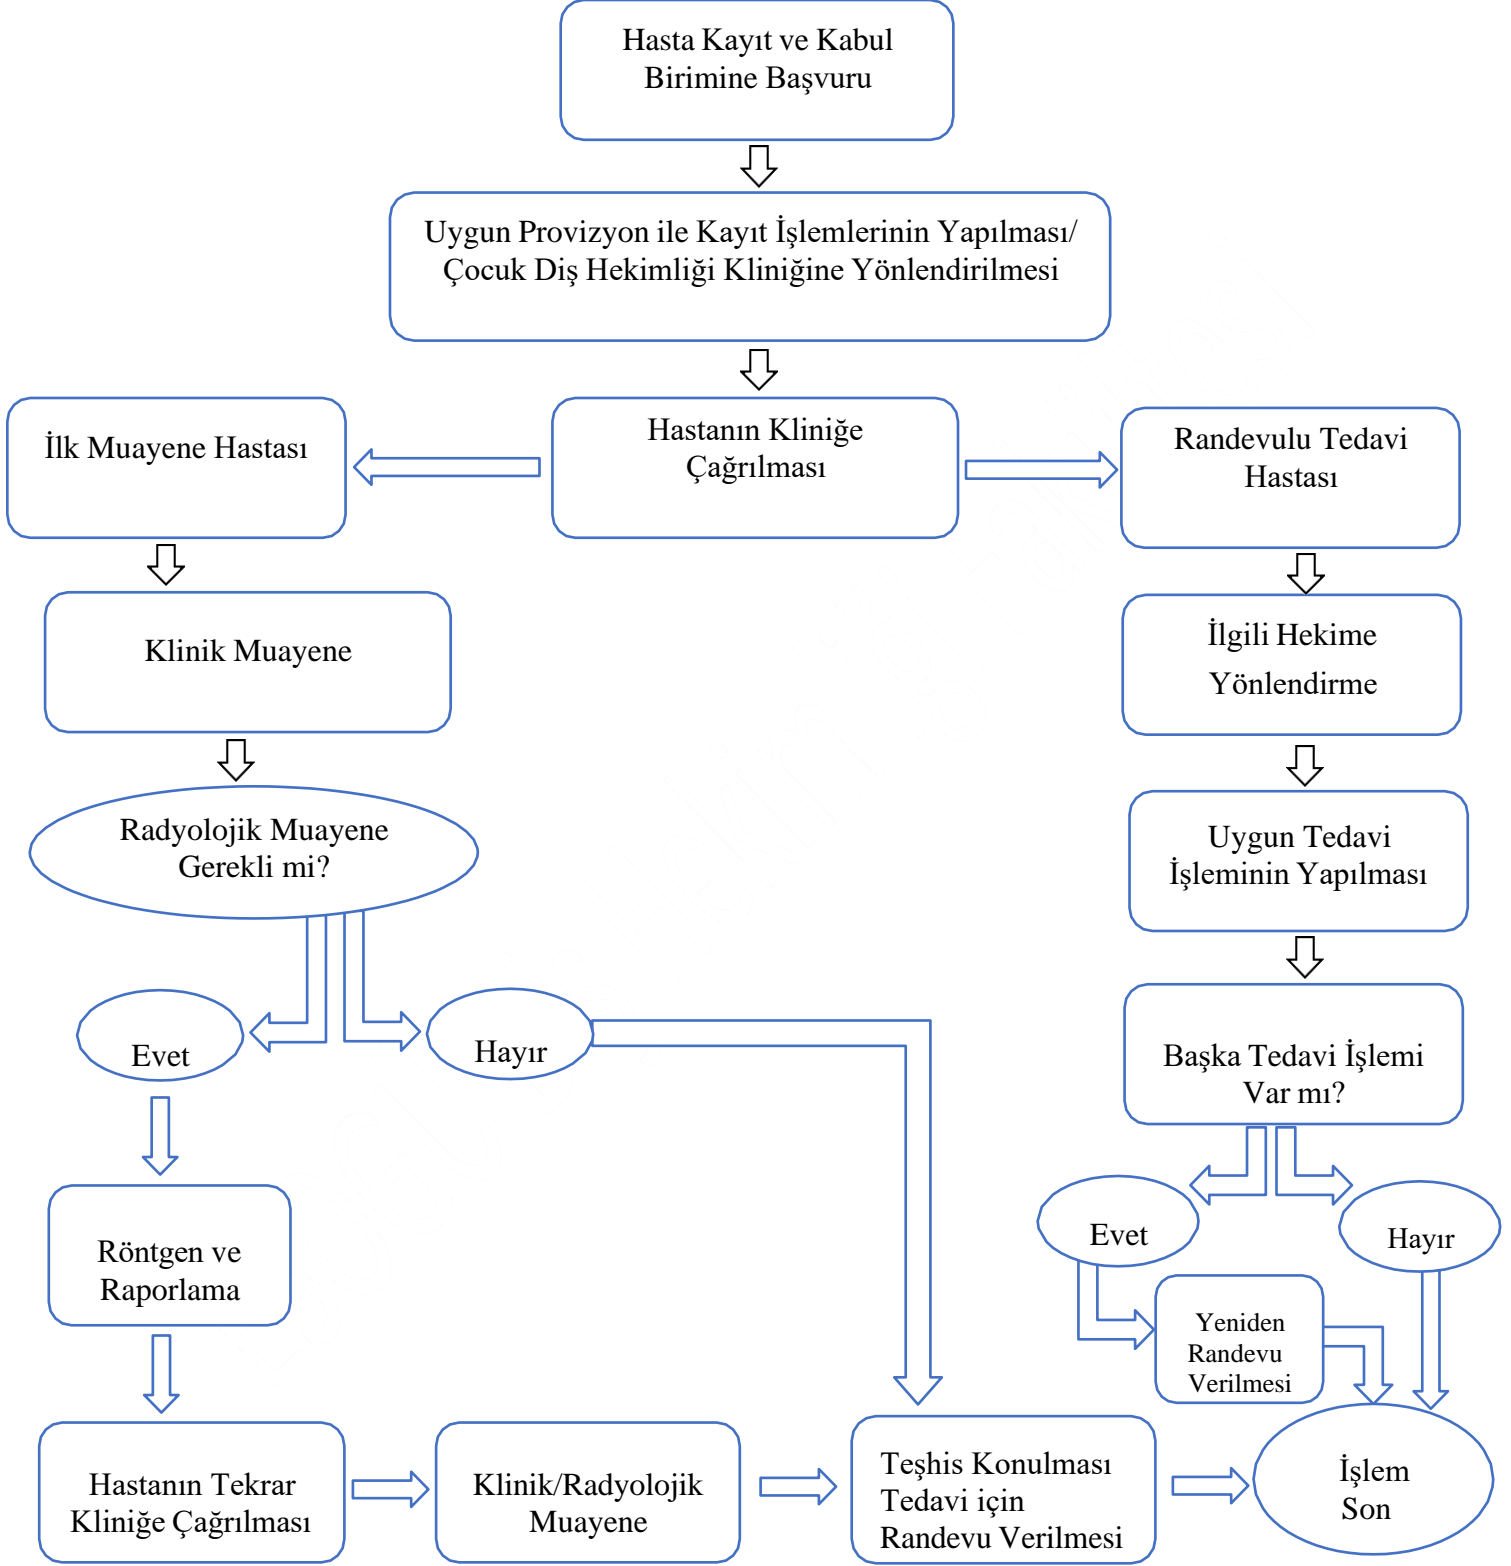 Hasta Kayıt ve Kabul
Birimine Başvuru
Uygun Provizyon ile Kayıt İşlemlerinin Yapılması/
Çocuk Diş Hekimliği Kliniğine Yönlendirilmesi
İlk Muayene Hastası
Hastanın Kliniğe
Çağrılması
Randevulu Tedavi
Hastası
Klinik Muayene
İlgili Hekime
Yönlendirme
Radyolojik Muayene
Gerekli mi?
Uygun Tedavi
İşleminin Yapılması
Evet
Hayır
Başka Tedavi İşlemi
Var mı?
Evet
Hayır
Röntgen ve
Raporlama
Yeniden
Randevu
Verilmesi
Hastanın Tekrar
Kliniğe Çağrılması
Klinik/Radyolojik
Muayene
Teşhis Konulması
Tedavi için
Randevu Verilmesi
İşlem
Son